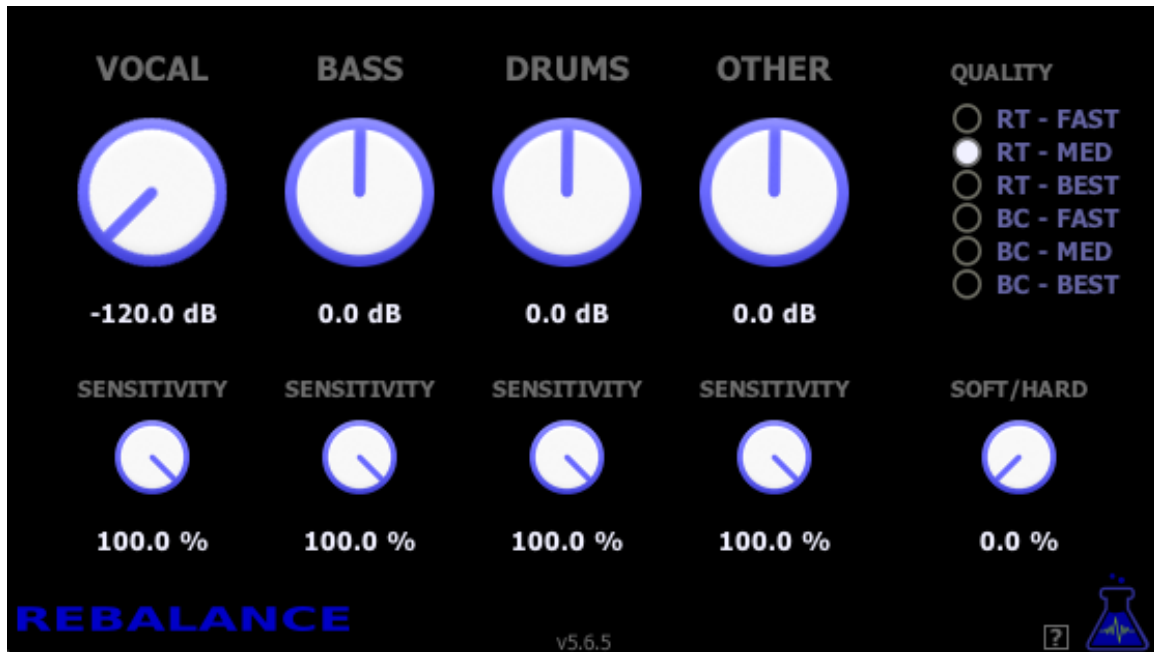 VOCAL BASS DRUMS OTHER QUALITY
RT - FAST
RT - MED
RT - BEST
BC - FAST
BC - MED
BC - BEST
-120.0 dB 0.0 dB 0.0 dB 0.0 dB
SENSITIVITY SENSITIVITY SENSITIVITY SENSITIVITY SOFT/HARD
100.0 % 100.0 % 100.0 % 100.0 % 0.0 %
REBALANCE
v5.6.5
?